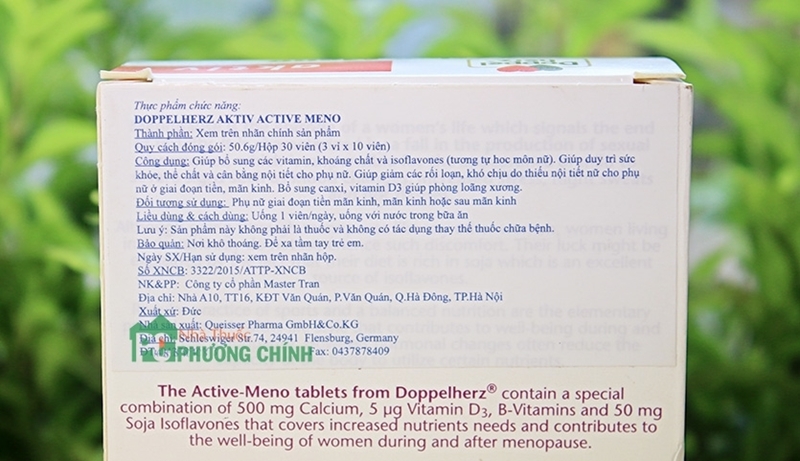 Thực phẩm chức năng:
DOPPELHERZ AKTIV ACTIVE MENO
Thành phần: Xem trên nhãn chính sản phẩm
Quy cách đóng gói: 50.6g/Hộp 30 viên (3 vỉ x 10 viên)
Công dụng: Giúp bổ sung các vitamin, khoáng chất và isoflavones (tương tự hoc môn nữ). Giúp duy trì sức
khỏe, thể chất và cân bằng nội tiết cho phụ nữ. Giúp giảm các rối loạn, khó chịu do thiếu nội tiết nữ cho phụ
nữ ở giai đoạn tiền, mãn kinh. Bổ sung canxi, vitamin D3 giúp phòng loãng xương.
Đối tượng sử dụng: Phụ nữ giai đoạn tiền mãn kinh, mãn kinh hoặc sau mãn kinh
Liều dùng & cách dùng: Uống 1 viên/ngày, uống với nước trong bữa ăn
Lưu ý: Sản phẩm này không phải là thuốc và không có tác dụng thay thế thuốc chữa bệnh.
Bảo quản: Nơi khô thoáng. Để xa tầm tay trẻ em.
Ngày SX/Hạn sử dụng: xem trên nhãn hộp.
Số XNCB: 3322/2015/ATTP-XNCB
NK&PP: Công ty cổ phần Master Tran
Địa chỉ: Nhà A10, TT16, KĐT Văn Quán, P.Văn Quán, Q.Hà Đông, TP.Hà Nội
Xuất xứ: Đức
Nhà sản xuất: Queisser Pharma GmbH&Co.KG
Địa chỉ: Schleswiger Str.74, 24941 Flensburg, Germany
Fax: 0437878409
Nhà Thuốc
PHƯƠNG CHÍNH
The Active-Meno tablets from Doppelherz® contain a special
combination of 500 mg Calcium, 5 µg Vitamin D3, B-Vitamins and 50 mg
Soja Isoflavones that covers increased nutrients needs and contributes to
the well-being of women during and after menopause.